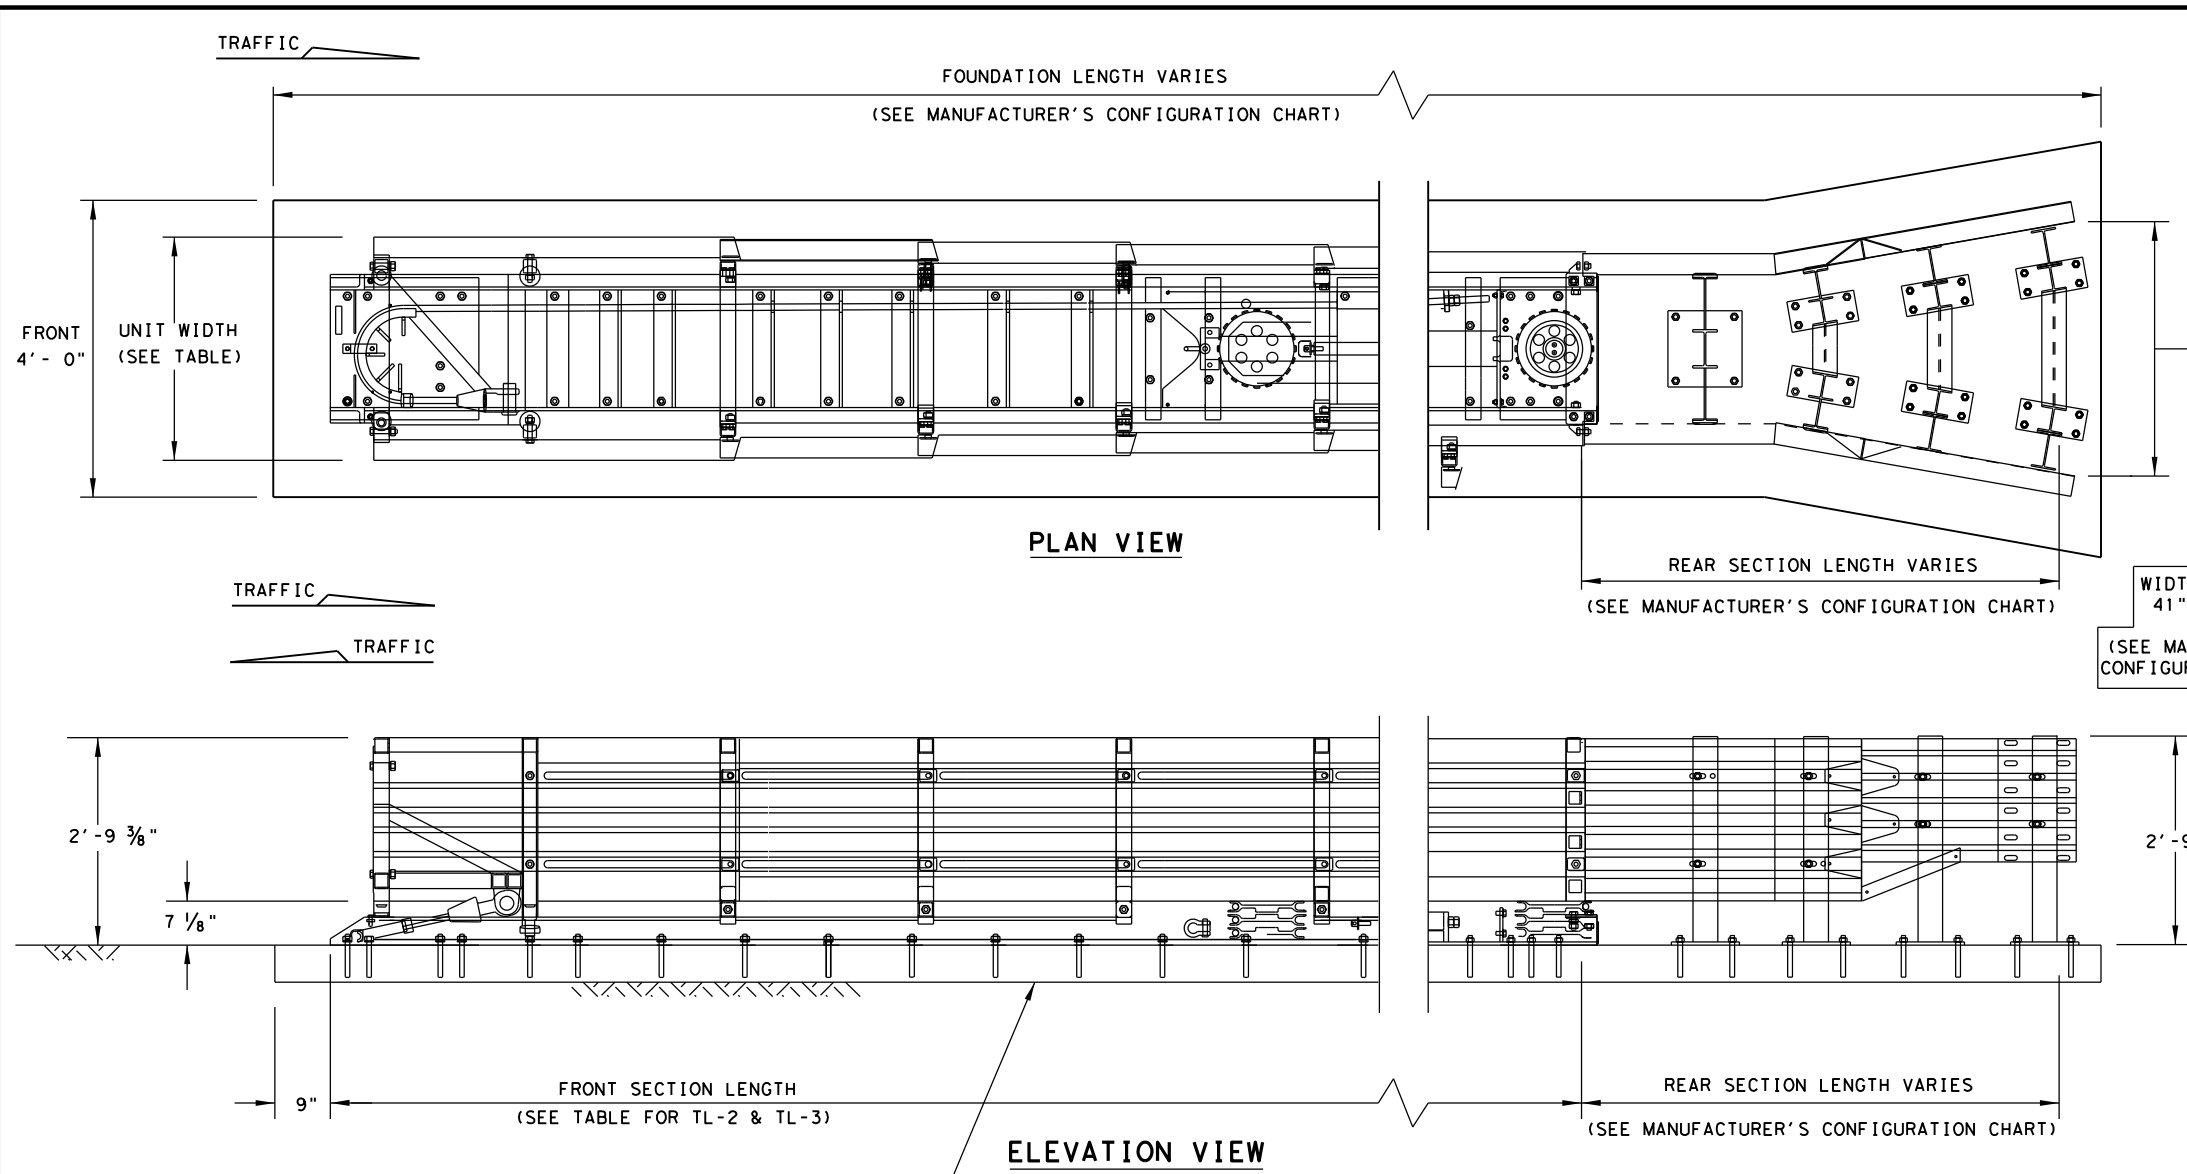 TRAFFIC
FOUNDATION LENGTH VARIES
(SEE MANUFACTURER'S CONFIGURATION CHART)
FRONT
4'- 0"
UNIT WIDTH
(SEE TABLE)
PLAN VIEW
REAR SECTION LENGTH VARIES
(SEE MANUFACTURER'S CONFIGURATION CHART)
TRAFFIC
TRAFFIC
41"
(SEE
2'-9 ⅜"
7 ⅛"
9"
FRONT SECTION LENGTH
(SEE TABLE FOR TL-2 & TL-3)
REAR SECTION LENGTH VARIES
(SEE MANUFACTURER'S CONFIGURATION CHART)
ELEVATION VIEW